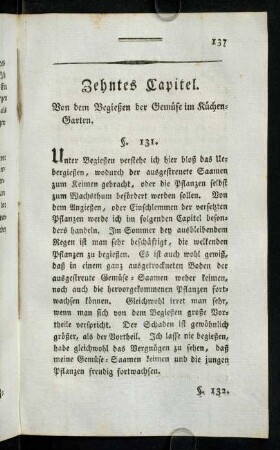 137
Zehntes Capitel.
Von dem Begießen der Gemüse im Küchen-
Garten.
§. 131.
Unter Begießen verstehe ich hier bloß das Ue-
bergießen, wodurch der ausgestreuete Saamen
zum Keimen gebracht, oder die Pflanzen selbst
zum Wachsthum befördert werden sollen. Von
dem Angießen, oder Einschlemmen der versetzten
Pflanzen werde ich im folgenden Capitel beson-
ders handeln. Im Sommer bey ausbleibendem
Regen ist man sehr beschäftigt, die welkenden
Pflanzen zu begießen. Es ist auch wohl gewiß,
daß in einem ganz ausgetrockneten Boden der
ausgestreute Gemüse-Saamen weder keimen,
noch auch die hervorgekommenen Pflanzen fort-
wachsen können. Gleichwohl irret man sehr,
wenn man sich von dem Begießen große Vor-
theile verspricht. Der Schaden ist gewöhnlich
größer, als der Vortheil. Ich lasse nie begießen,
habe gleichwohl das Vergnügen zu sehen, daß
meine Gemüse-Saamen keimen und die jungen
Pflanzen freudig fortwachsen.
§. 132.